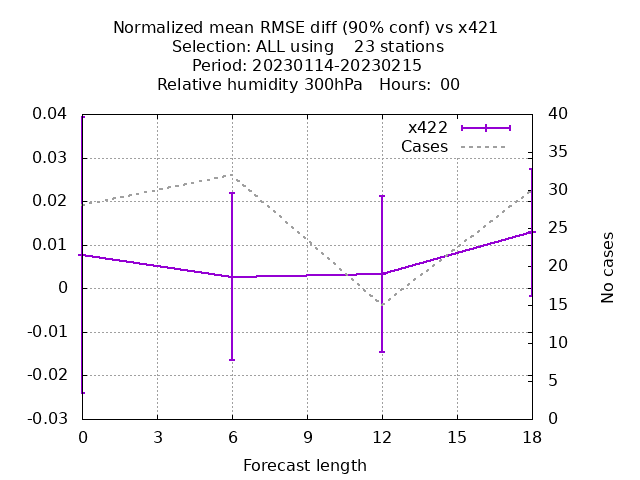 Normalized mean RMSE diff (90% conf) vs x421
Selection: ALL using    23 stations
Period: 20230114-20230215
Relative humidity 300hPa   Hours:  00
x422
Cases
0.04
0.03
0.02
0.01
0
-0.01
-0.02
-0.03
40
35
30
25
20
15
10
5
0
No cases
0 3 6 9 12 15 18
Forecast length